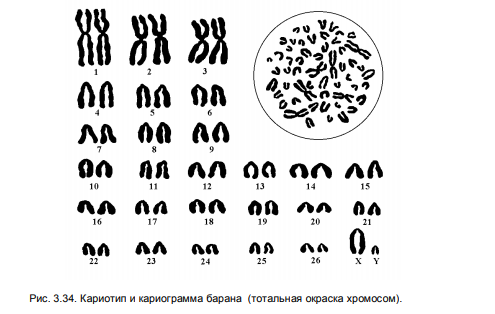 1 2 3
4 5 6
7 8 9
10 11 12 13 14 15
16 17 18 19 20 21
22 23 24 25 26 X Y
Рис. 3.34. Кариотип и кариограмма барана (тотальная окраска хромосом).